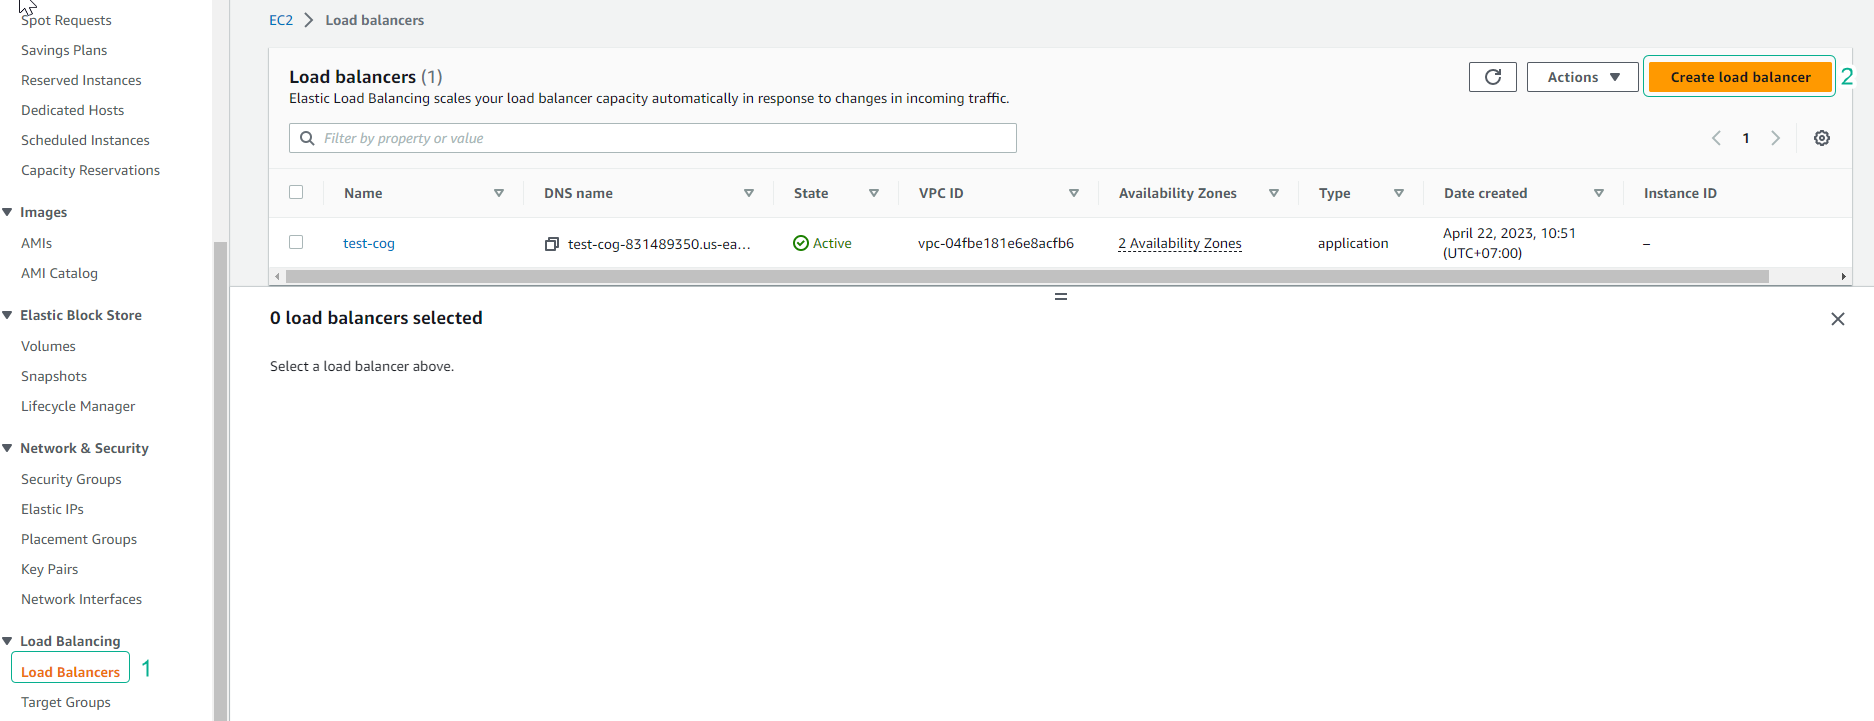 Spot Requests
Savings Plans
Reserved Instances
Dedicated Hosts
Scheduled Instances
Capacity Reservations
Images
AMIs
AMI Catalog
Elastic Block Store
Volumes
Snapshots
Lifecycle Manager
Network & Security
Security Groups
Elastic IPs
Placement Groups
Key Pairs
Network Interfaces
Load Balancing
Load Balancers 1
Target Groups
EC2 > Load balancers
Load balancers (1)
Elastic Load Balancing scales your load balancer capacity automatically in response to changes in incoming traffic.
Actions
Create load balancer 2
Filter by property or value
1
Name DNS name State VPC ID Availability Zones Type Date created Instance ID
test-cog test-cog-831489350.us-ea... Active vpc-04fbe181e6e8acfb6 2 Availability Zones application April 22, 2023, 10:51 –
(UTC+07:00)
0 load balancers selected
Select a load balancer above.